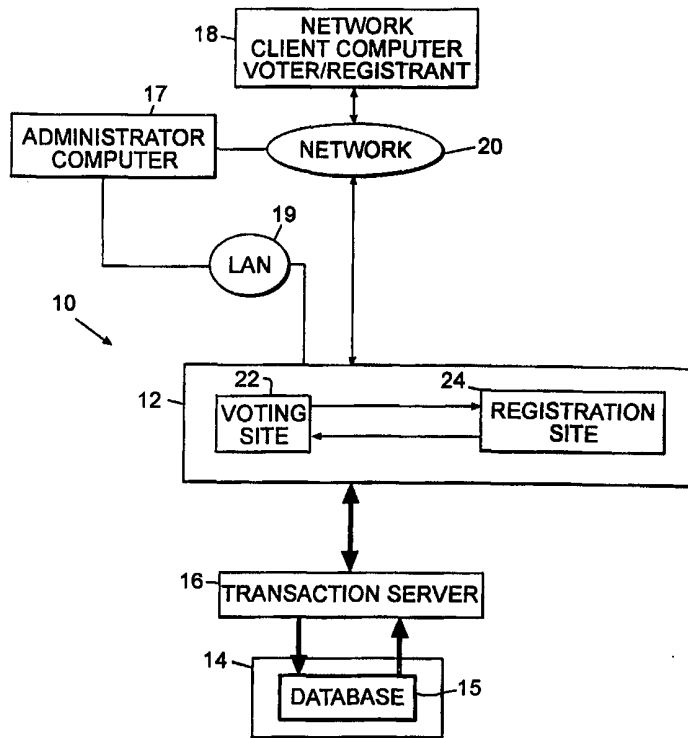 18
NETWORK
CLIENT COMPUTER
VOTER/REGISTRANT
17
ADMINISTRATOR
COMPUTER
NETWORK
20
19
LAN
10
12
22
VOTING
SITE
24
REGISTRATION
SITE
16
TRANSACTION SERVER
14
DATABASE
15